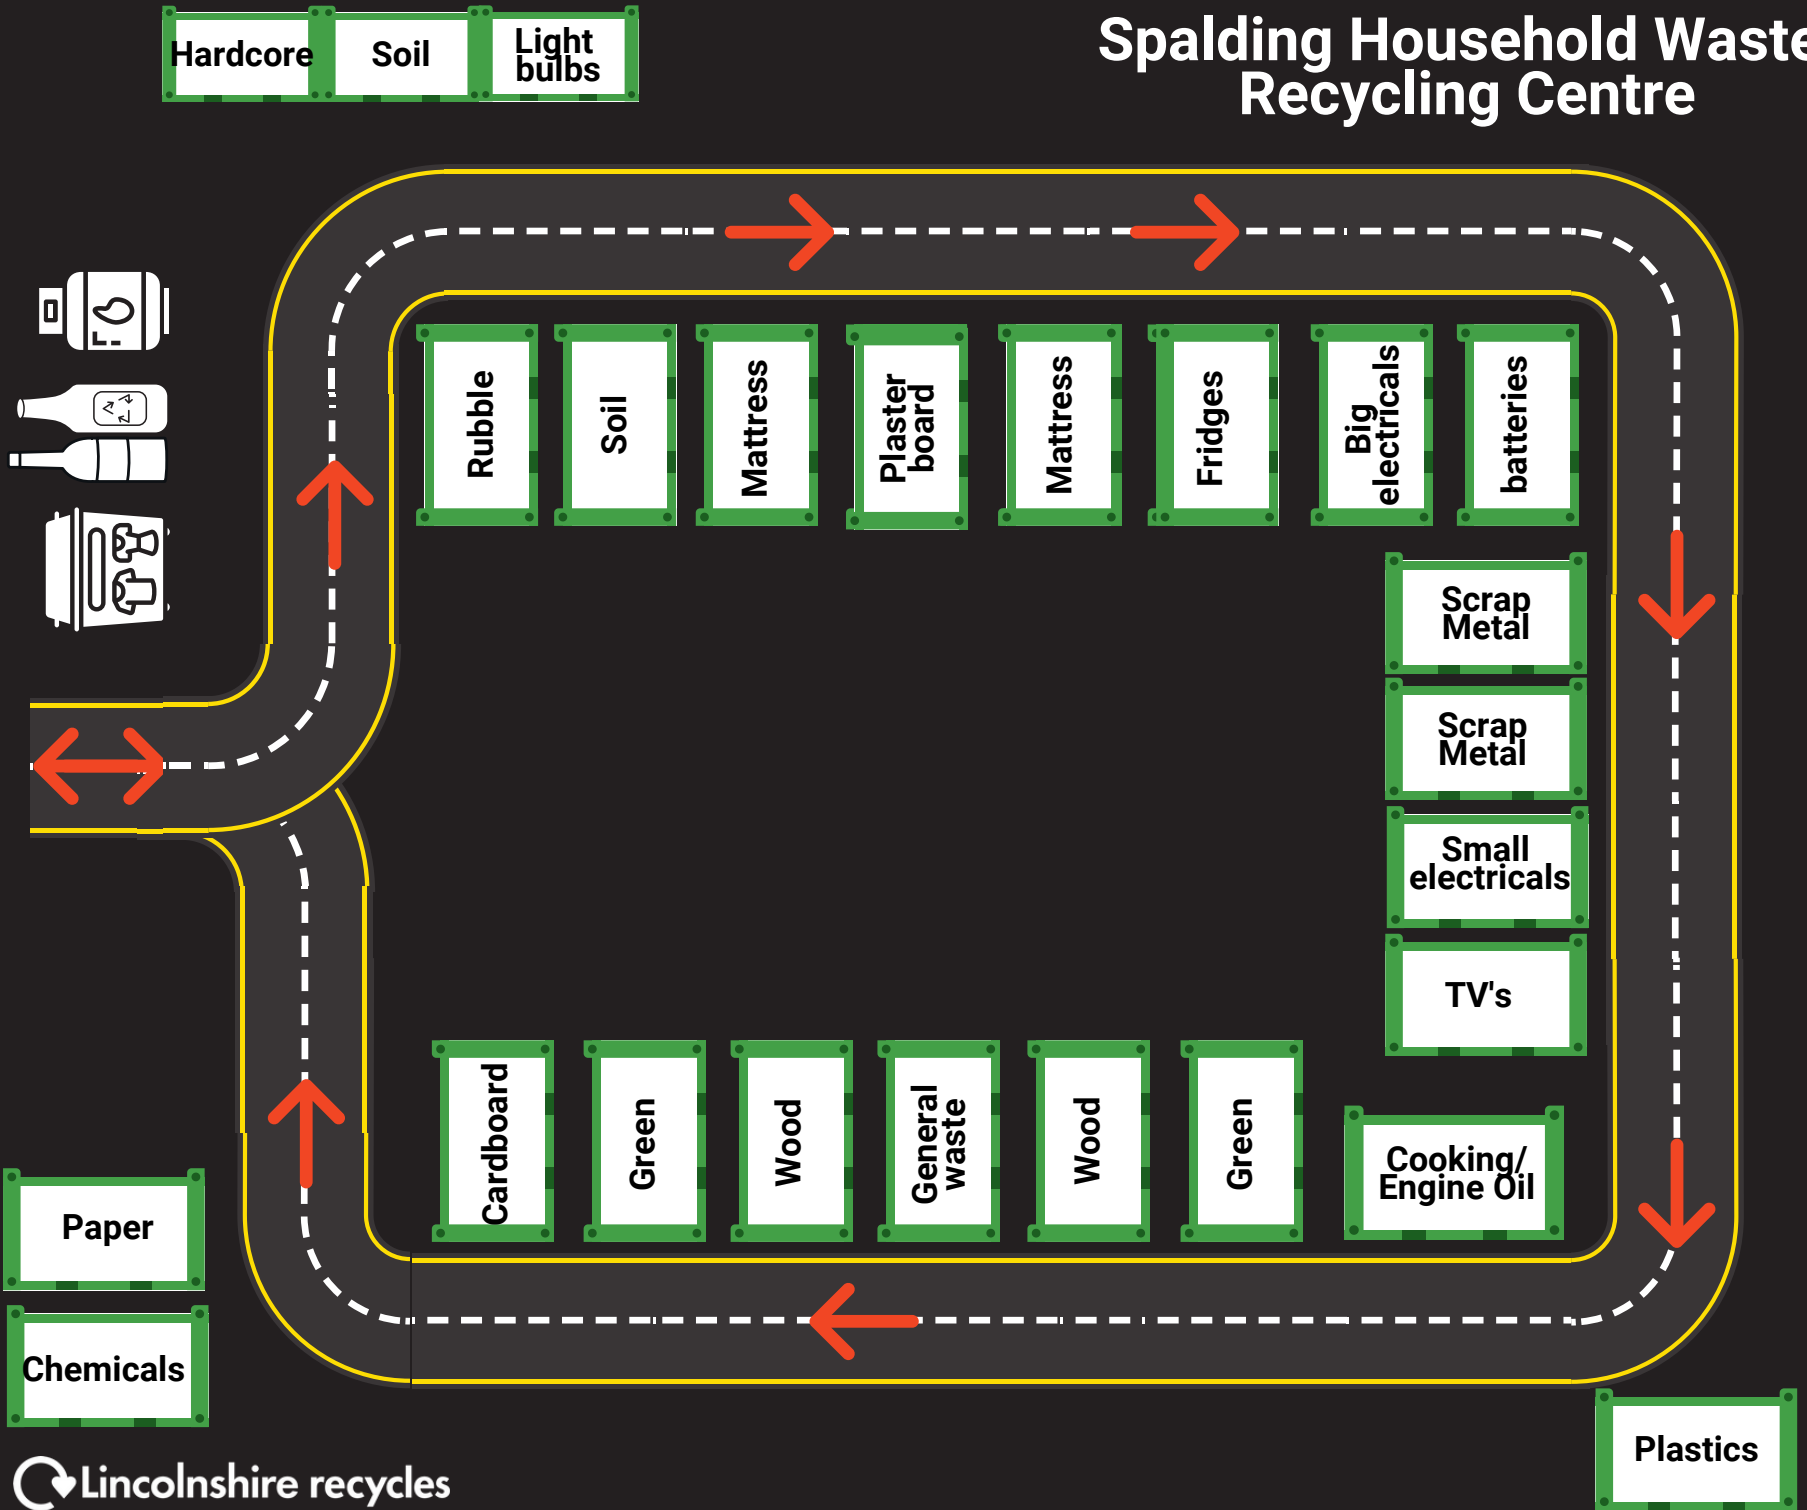 Spalding Household Waste
Recycling Centre
Hardcore
Soil
Light
bulbs
Rubble
Soil
Mattress
Plaster
board
Mattress
Fridges
Big
electricals
batteries
Scrap
Metal
Scrap
Metal
Small
electricals
TV's
Cooking/
Engine Oil
Cardboard
Green
Wood
General
waste
Wood
Green
Paper
Chemicals
Plastics
Lincolnshire recycles